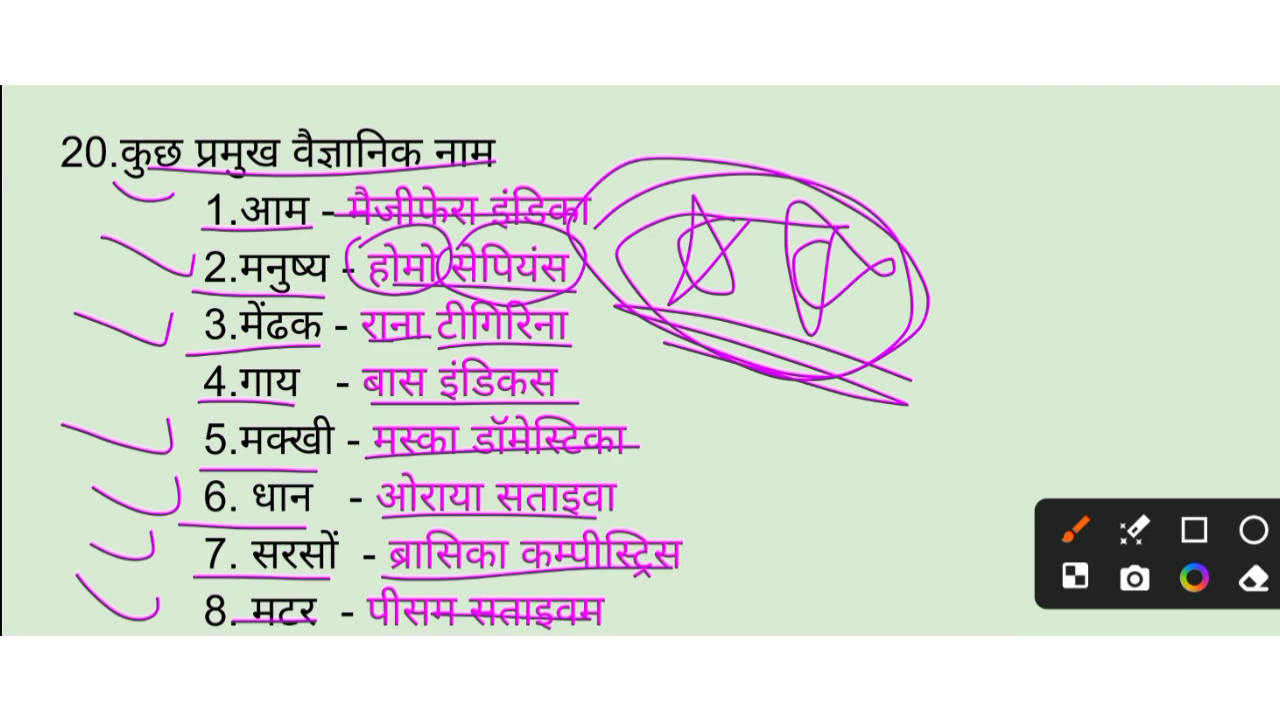 20.कुछ प्रमुख वैज्ञानिक नाम
1.आम - मैजीफेरा इंडिका
2.मनुष्य - होमो सेपियंस
3.मेंढक - राना टीगिरिना
4.गाय - बास इंडिकस
5.मक्खी - मस्का डॉमेस्टिका
6. धान - ओराया सताइवा
7. सरसों - ब्रासिका कम्पीस्ट्रिस
8. मटर - पीसम सताइवम